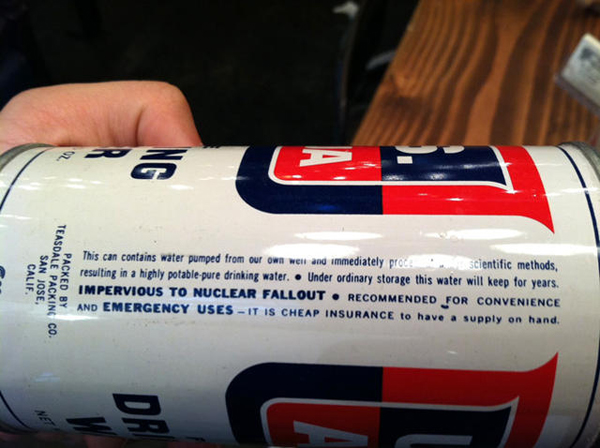 OZ.
NG
R
S.
A
This can contains water pumped from our own well and immediately scientific methods,
resulting in a highly potable-pure drinking water. ● Under ordinary storage this water will keep for years.
IMPERVIOUS TO NUCLEAR FALLOUT ● RECOMMENDED FOR CONVENIENCE
AND EMERGENCY USES – IT IS CHEAP INSURANCE to have a supply on hand.
PACKED BY
TEASDALE PACKING CO.
SAN JOSE,
CALIF.
DRI
W
NET
U
A